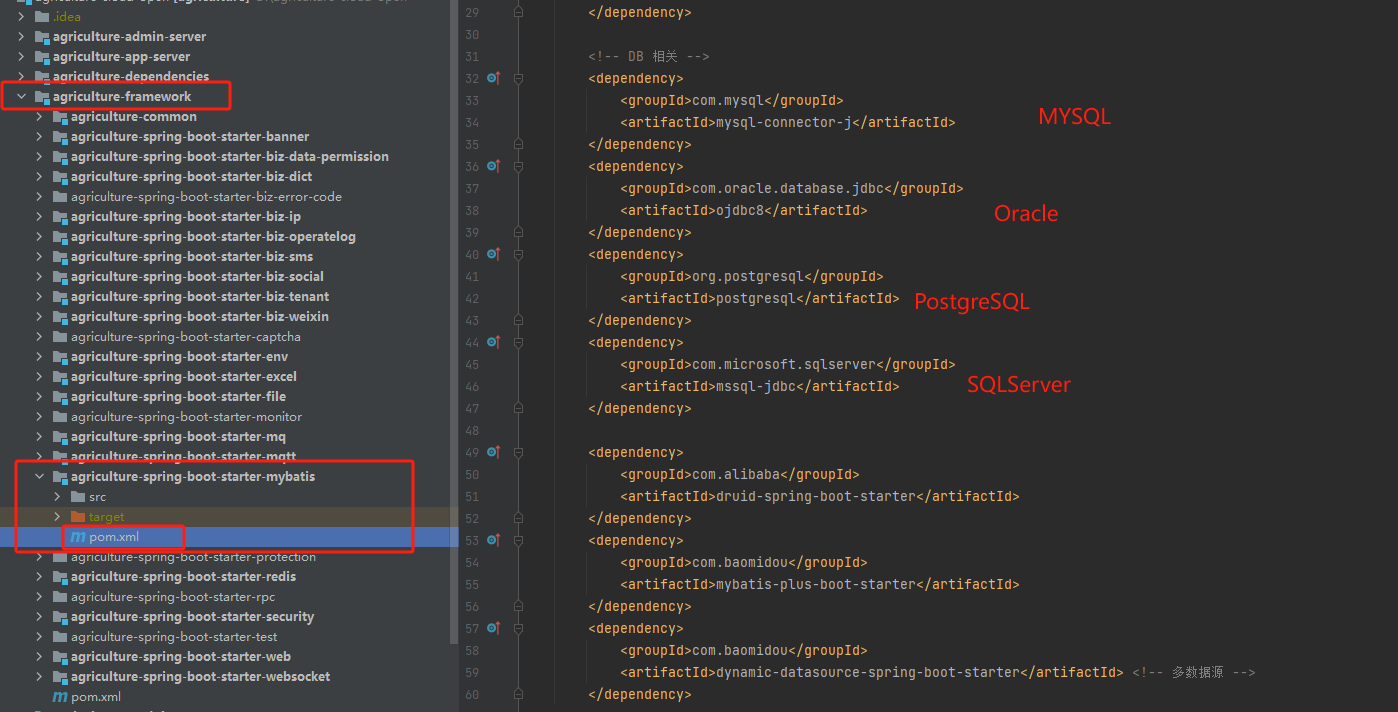 .idea
agriculture-admin-server
agriculture-app-server
agriculture-dependencies
agriculture-framework
agriculture-common
agriculture-spring-boot-starter-banner
agriculture-spring-boot-starter-biz-data-permission
agriculture-spring-boot-starter-biz-dict
agriculture-spring-boot-starter-biz-error-code
agriculture-spring-boot-starter-biz-ip
agriculture-spring-boot-starter-biz-operatelog
agriculture-spring-boot-starter-biz-sms
agriculture-spring-boot-starter-biz-social
agriculture-spring-boot-starter-biz-tenant
agriculture-spring-boot-starter-biz-weixin
agriculture-spring-boot-starter-captcha
agriculture-spring-boot-starter-env
agriculture-spring-boot-starter-excel
agriculture-spring-boot-starter-file
agriculture-spring-boot-starter-monitor
agriculture-spring-boot-starter-mq
agriculture-spring-boot-starter-mqtt
agriculture-spring-boot-starter-mybatis
src
target
pom.xml
agriculture-spring-boot-starter-protection
agriculture-spring-boot-starter-redis
agriculture-spring-boot-starter-rpc
agriculture-spring-boot-starter-security
agriculture-spring-boot-starter-test
agriculture-spring-boot-starter-web
agriculture-spring-boot-starter-websocket
pom.xml
29 </dependency>
30
31 <!-- DB 相关 -->
32 <dependency>
33 <groupId>com.mysql</groupId>
34 <artifactId>mysql-connector-j</artifactId>
MYSQL
35 </dependency>
36 <dependency>
37 <groupId>com.oracle.database.jdbc</groupId>
38 <artifactId>ojdbc8</artifactId>
Oracle
39 </dependency>
40 <dependency>
41 <groupId>org.postgresql</groupId>
42 <artifactId>postgresql</artifactId>
PostgreSQL
43 </dependency>
44 <dependency>
45 <groupId>com.microsoft.sqlserver</groupId>
46 <artifactId>mssql-jdbc</artifactId>
SQLServer
47 </dependency>
48
49 <dependency>
50 <groupId>com.alibaba</groupId>
51 <artifactId>druid-spring-boot-starter</artifactId>
52 </dependency>
53 <dependency>
54 <groupId>com.baomidou</groupId>
55 <artifactId>mybatis-plus-boot-starter</artifactId>
56 </dependency>
57 <dependency>
58 <groupId>com.baomidou</groupId>
59 <artifactId>dynamic-datasource-spring-boot-starter</artifactId> <!-- 多数据源 -->
60 </dependency>